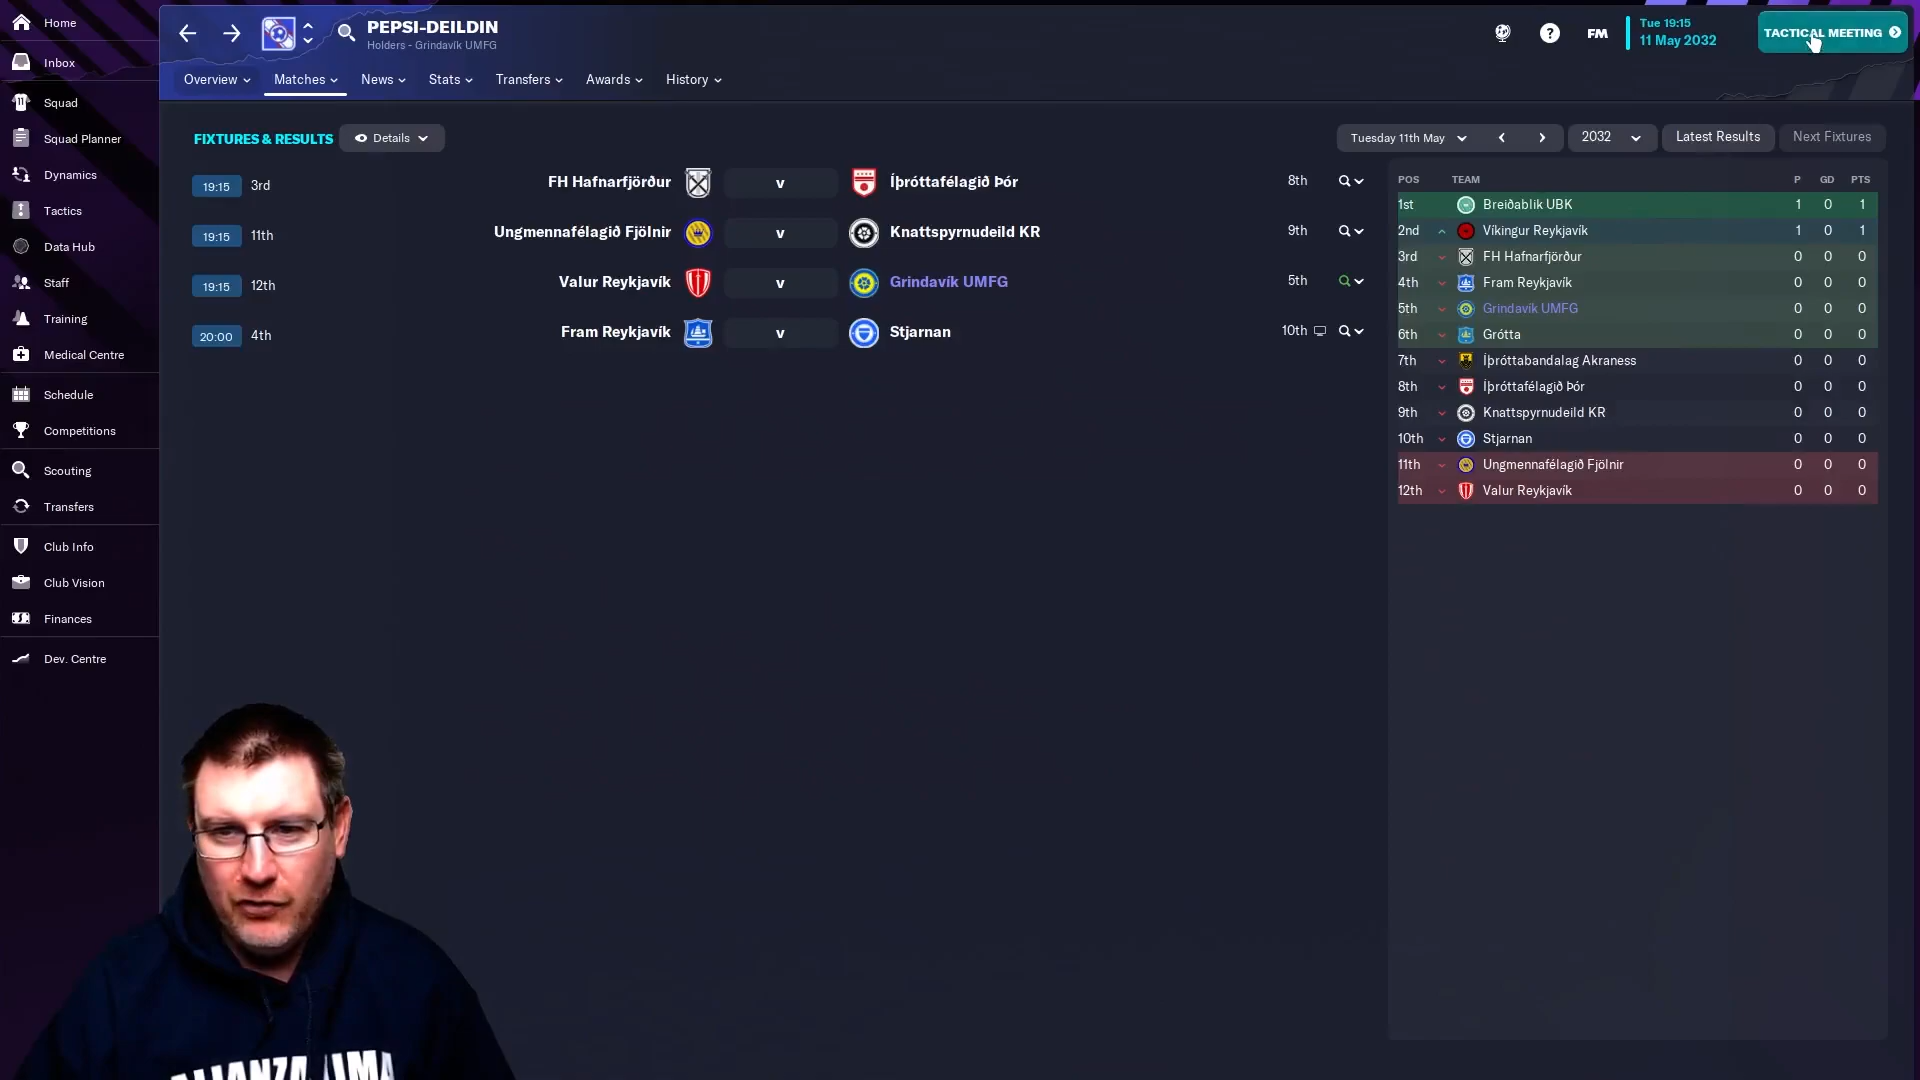 Home
Inbox
Squad
Squad Planner
Dynamics
Tactics
Data Hub
Staff
Training
Medical Centre
Schedule
Competitions
Scouting
Transfers
Club Info
Club Vision
Finances
Dev. Centre
PEPSI-DEILDIN
Holders - Grindavík UMFG
? FM
Tue 19:15
11 May 2032
TACTICAL MEETING
Overview Matches News Stats Transfers Awards History
FIXTURES & RESULTS Details
Tuesday 11th May 2032 Latest Results Next Fixtures
19:15 3rd FH Hafnarfjörður v Íþróttafélagið Þór 8th
19:15 11th Ungmennafélagið Fjölnir v Knattspyrnudeild KR 9th
19:15 12th Valur Reykjavík v Grindavík UMFG 5th
20:00 4th Fram Reykjavík v Stjarnan 10th
POS TEAM P GD PTS
1st Breiðablik UBK 1 0 1
2nd Víkingur Reykjavík 1 0 1
3rd FH Hafnarfjörður 0 0 0
4th Fram Reykjavík 0 0 0
5th Grindavík UMFG 0 0 0
6th Grótta 0 0 0
7th Íþróttabandalag Akraness 0 0 0
8th Íþróttafélagið Þór 0 0 0
9th Knattspyrnudeild KR 0 0 0
10th Stjarnan 0 0 0
11th Ungmennafélagið Fjölnir 0 0 0
12th Valur Reykjavík 0 0 0
ALIANZA LIMA